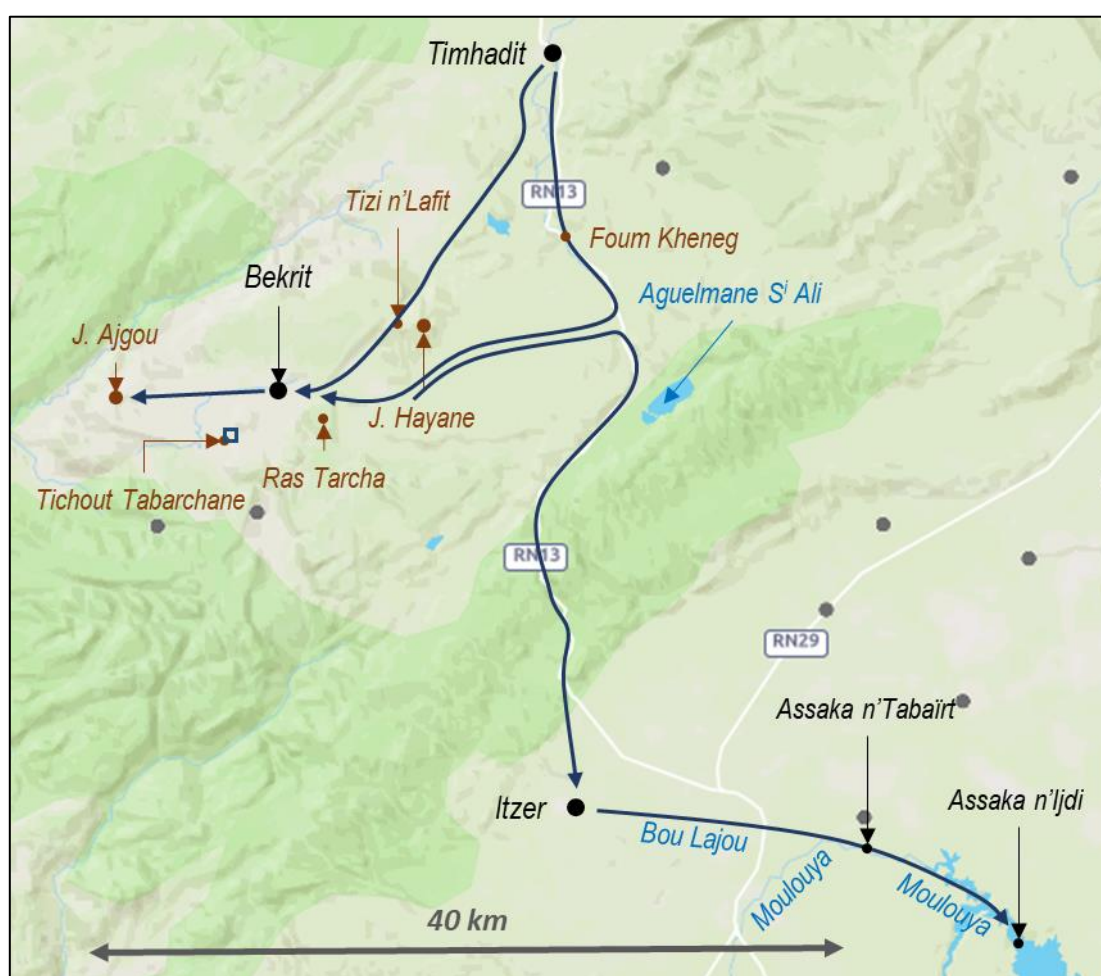 Timhadit
RN13
Tizi n'Lafit
Foum Kheneg
Bekrit
Aguelmane Sⁱ Ali
J. Ajgou
J. Hayane
Ras Tarcha
Tichout Tabarchane
RN13
RN29
Assaka n'Tabaïrt
Assaka n'Ijdi
Itzer
Bou Lajou
Moulouya
Moulouya
40 km